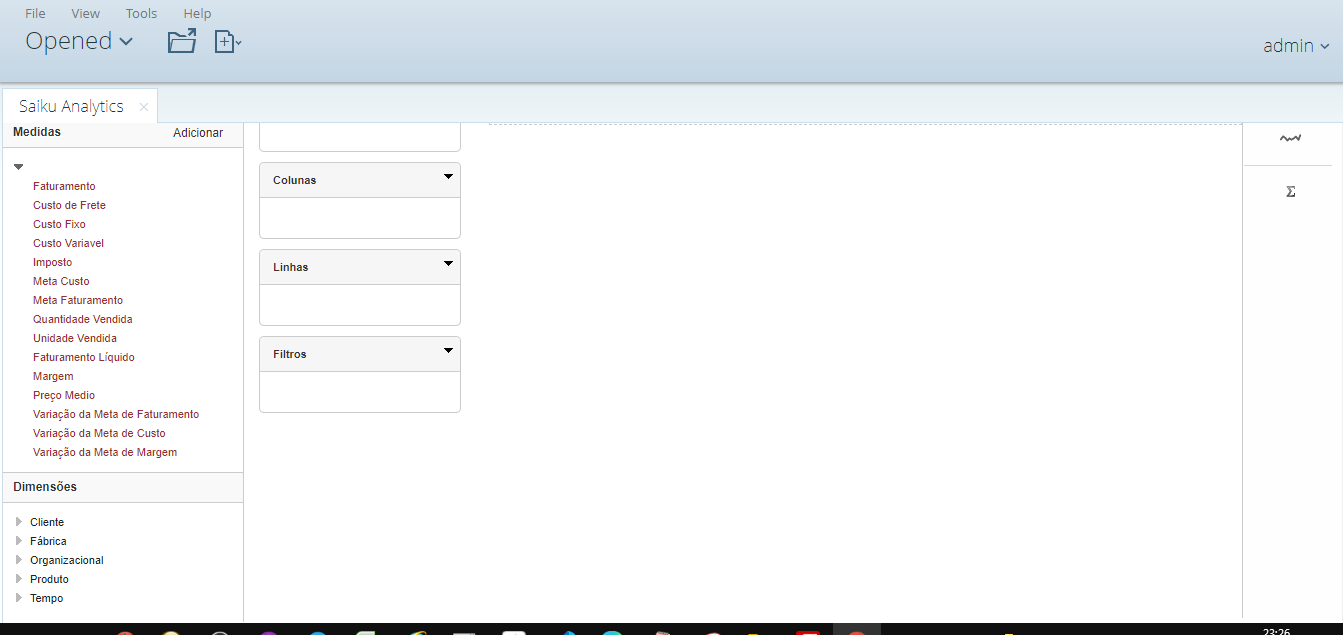 File View Tools Help
Opened
admin
Saiku Analytics ×
Medidas Adicionar
Faturamento
Custo de Frete
Custo Fixo
Custo Variavel
Imposto
Meta Custo
Meta Faturamento
Quantidade Vendida
Unidade Vendida
Faturamento Líquido
Margem
Preço Medio
Variação da Meta de Faturamento
Variação da Meta de Custo
Variação da Meta de Margem
Dimensões
Cliente
Fábrica
Organizacional
Produto
Tempo
Colunas
Linhas
Filtros
Σ
23:26